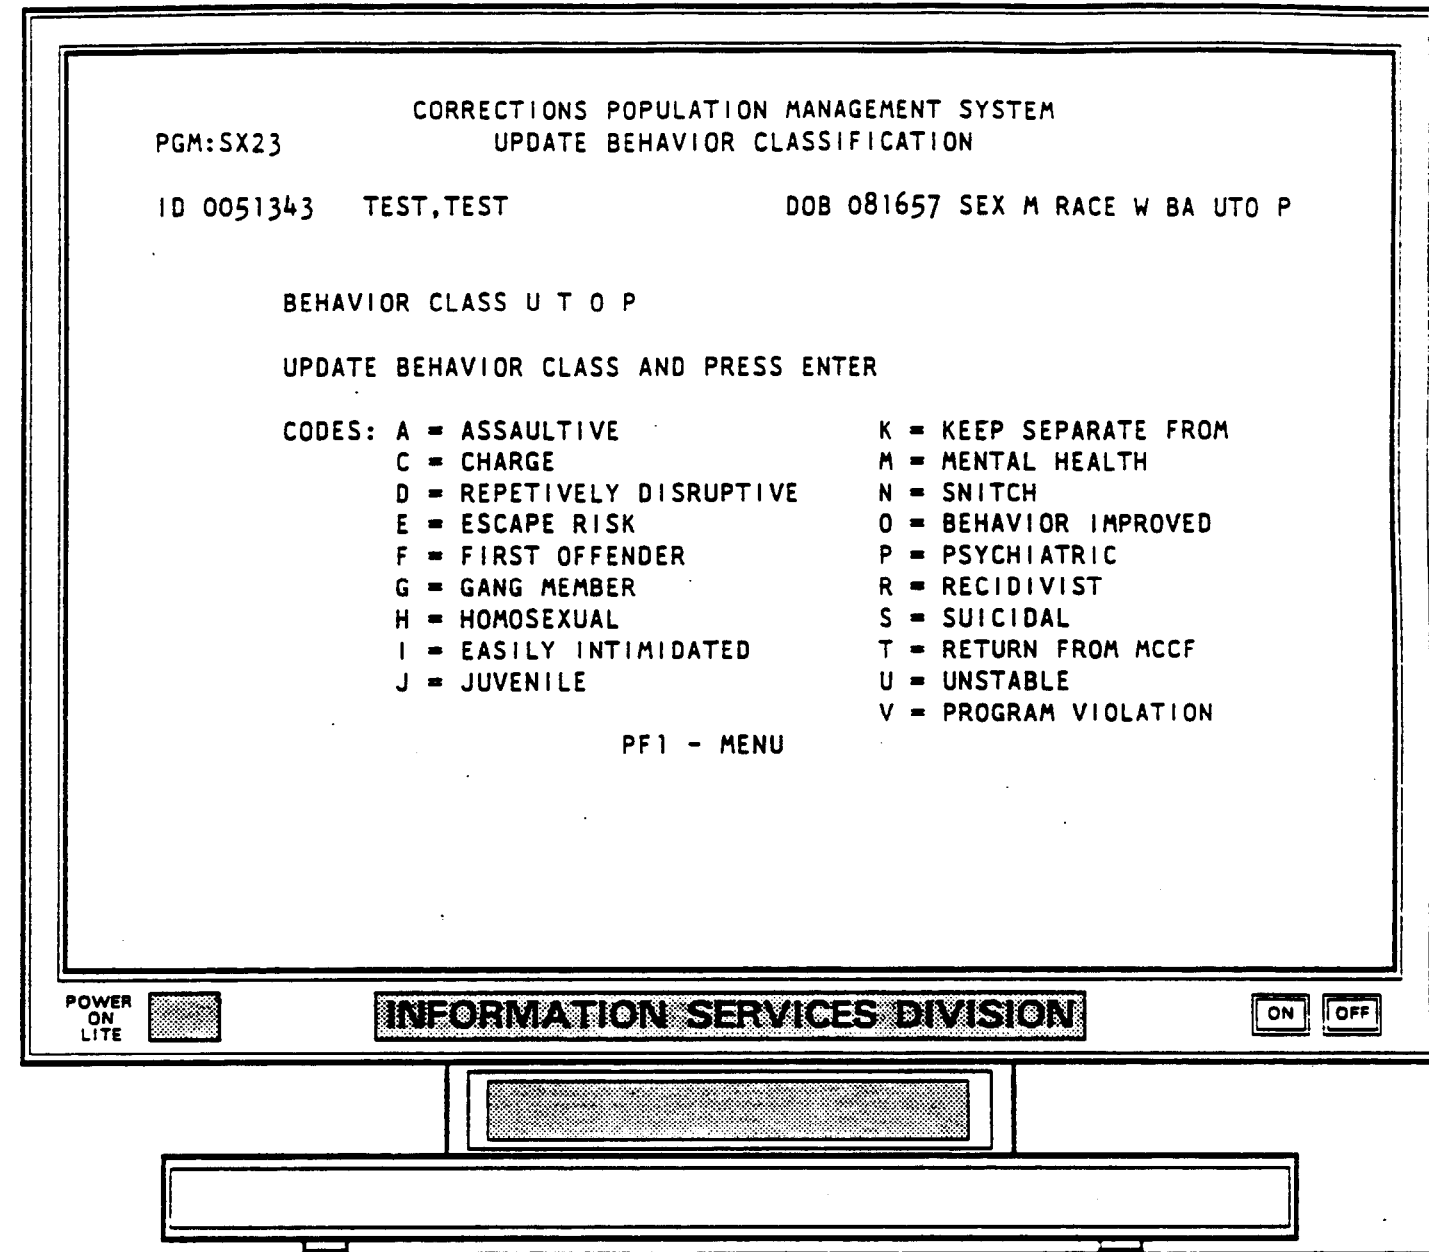 CORRECTIONS POPULATION MANAGEMENT SYSTEM
PGM:SX23 UPDATE BEHAVIOR CLASSIFICATION
ID 0051343 TEST,TEST DOB 081657 SEX M RACE W BA UTO P
BEHAVIOR CLASS U T O P
UPDATE BEHAVIOR CLASS AND PRESS ENTER
CODES: A = ASSAULTIVE K = KEEP SEPARATE FROM
C = CHARGE M = MENTAL HEALTH
D = REPETIVELY DISRUPTIVE N = SNITCH
E = ESCAPE RISK O = BEHAVIOR IMPROVED
F = FIRST OFFENDER P = PSYCHIATRIC
G = GANG MEMBER R = RECIDIVIST
H = HOMOSEXUAL S = SUICIDAL
I = EASILY INTIMIDATED T = RETURN FROM MCCF
J = JUVENILE U = UNSTABLE
V = PROGRAM VIOLATION
PF1 - MENU
POWER
ON
LITE
INFORMATION SERVICES DIVISION
ON OFF